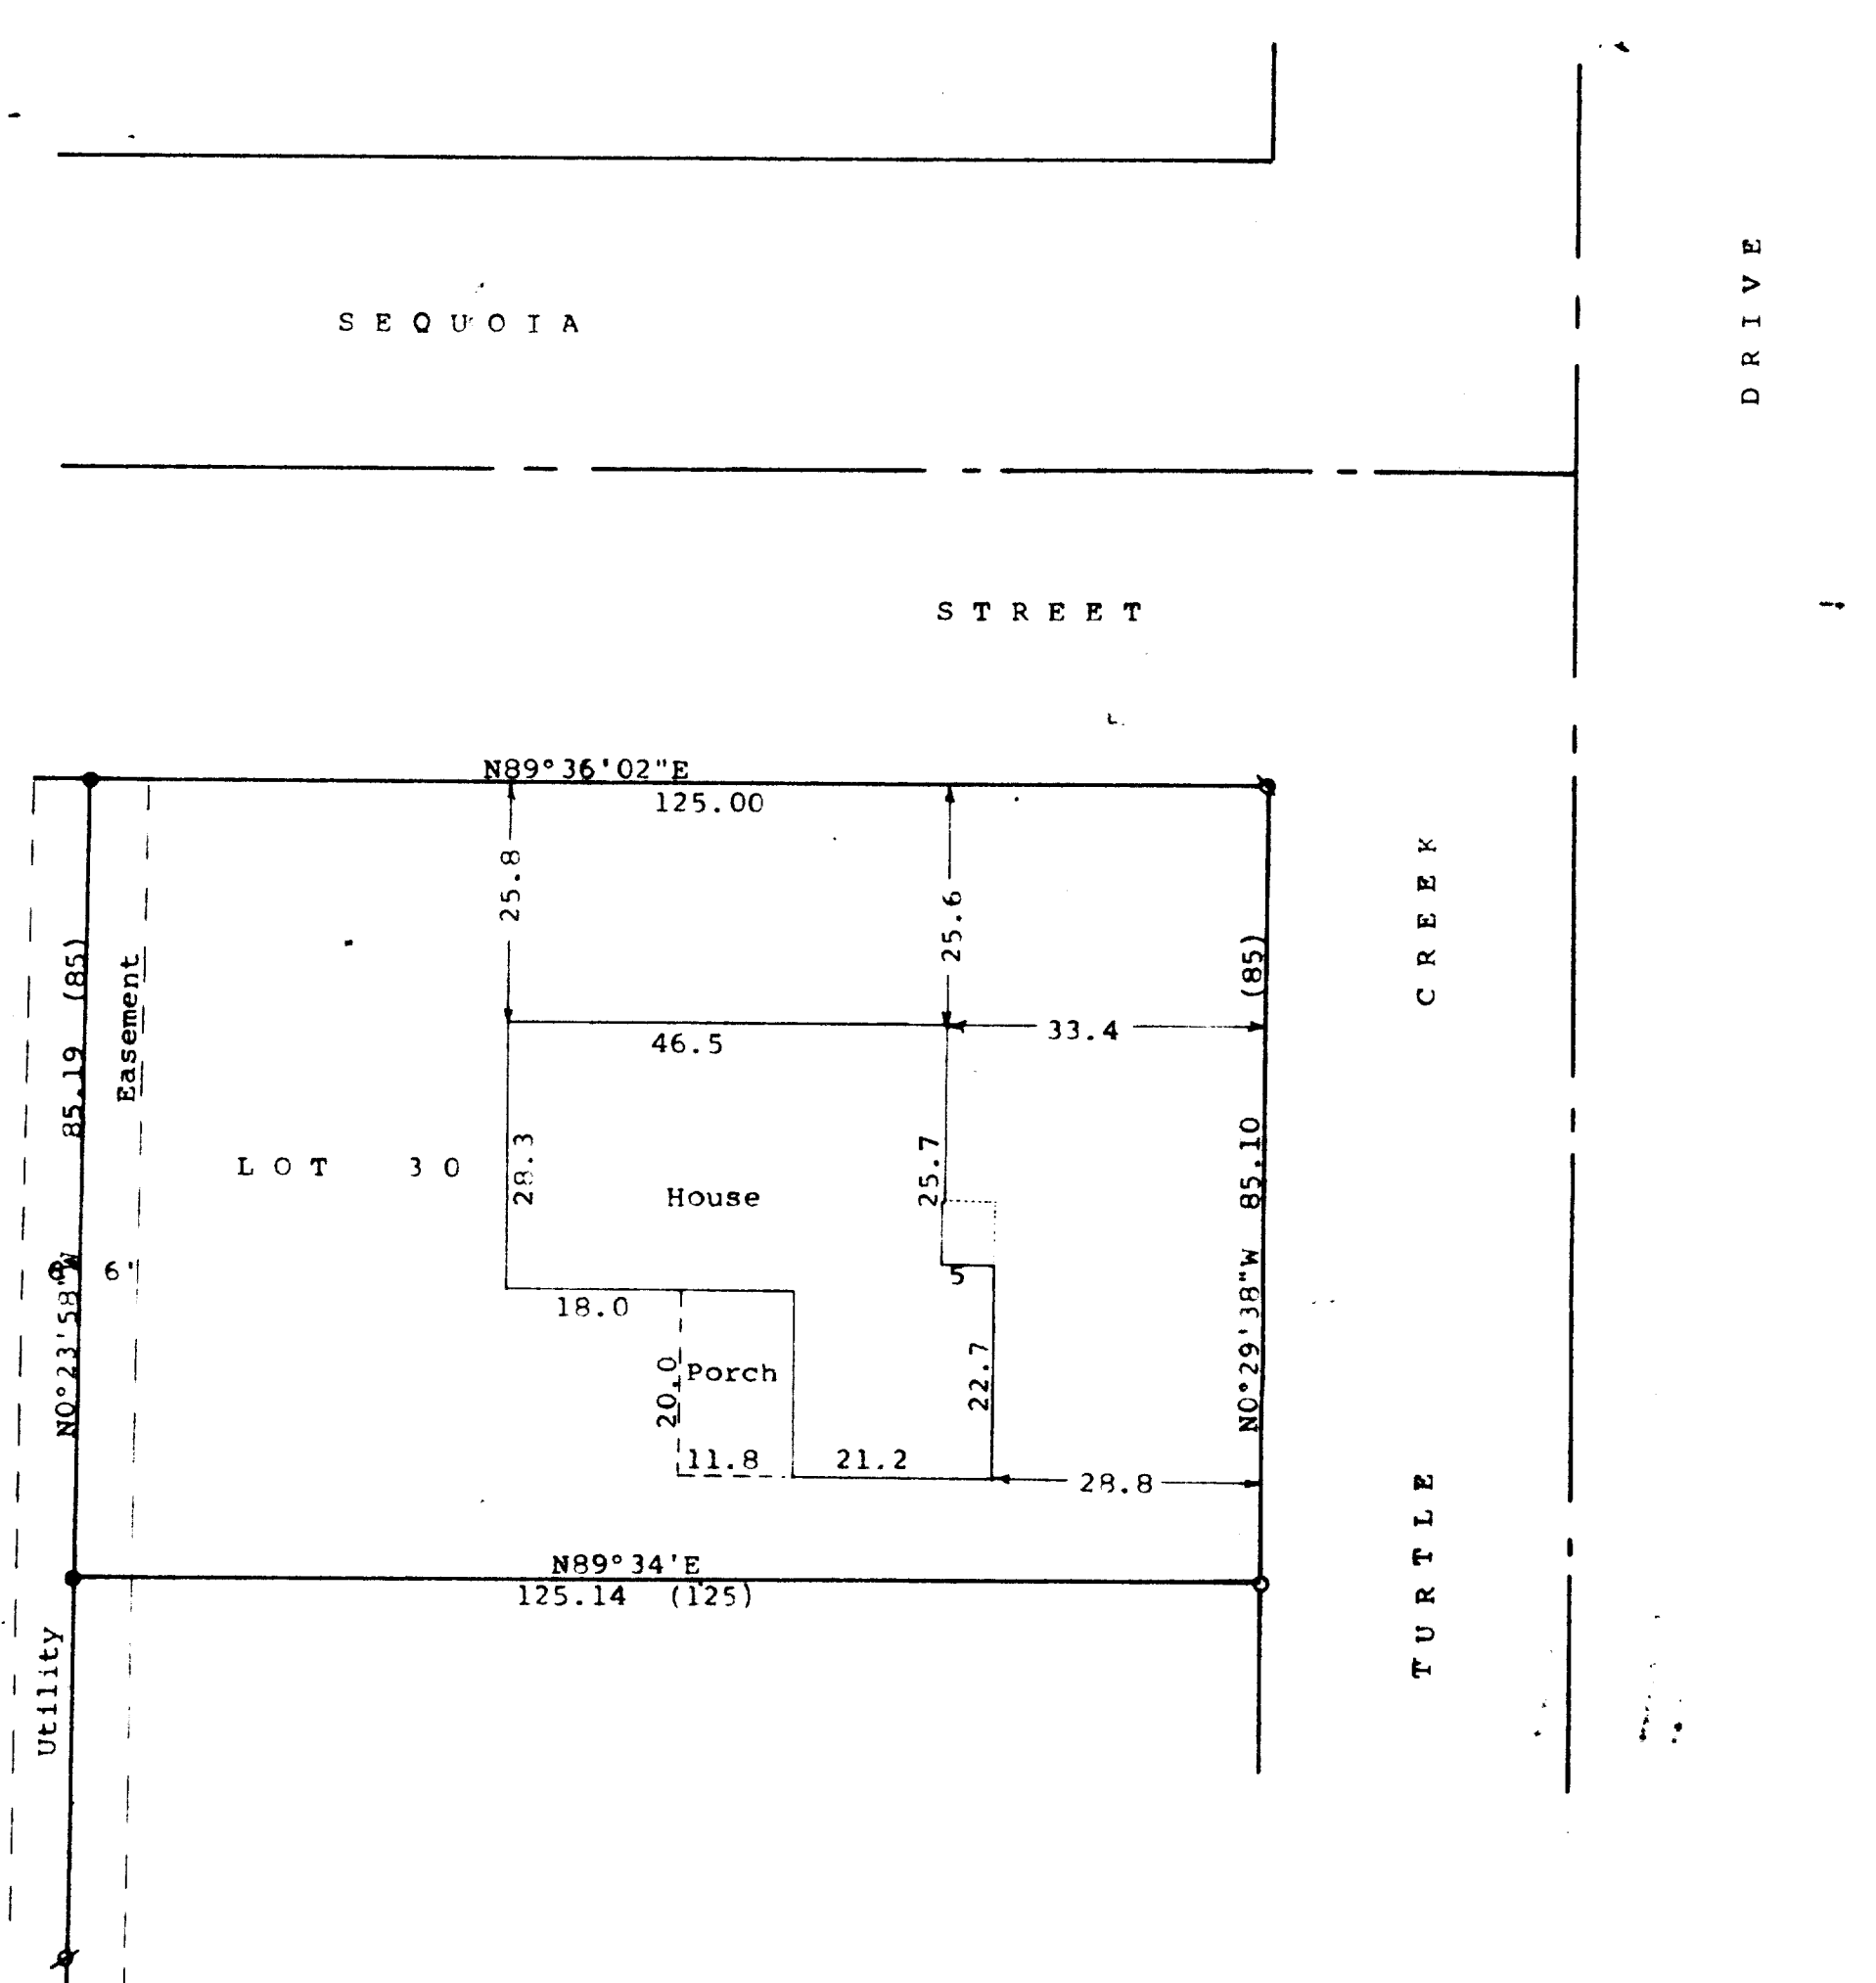 SEQUOIA
STREET
DRIVE
CREEK
TURTLE
N89°36'02"E
125.00
25.8
25.6
(85)
85.19 (85)
Easement
46.5
33.4
LOT 30
28.3
House
25.7
85.10
N0°29'38"W
N0°23'58"W
6'
5
18.0
20.0
Porch
22.7
11.8
21.2
28.8
N89°34'E
125.14 (125)
Utility